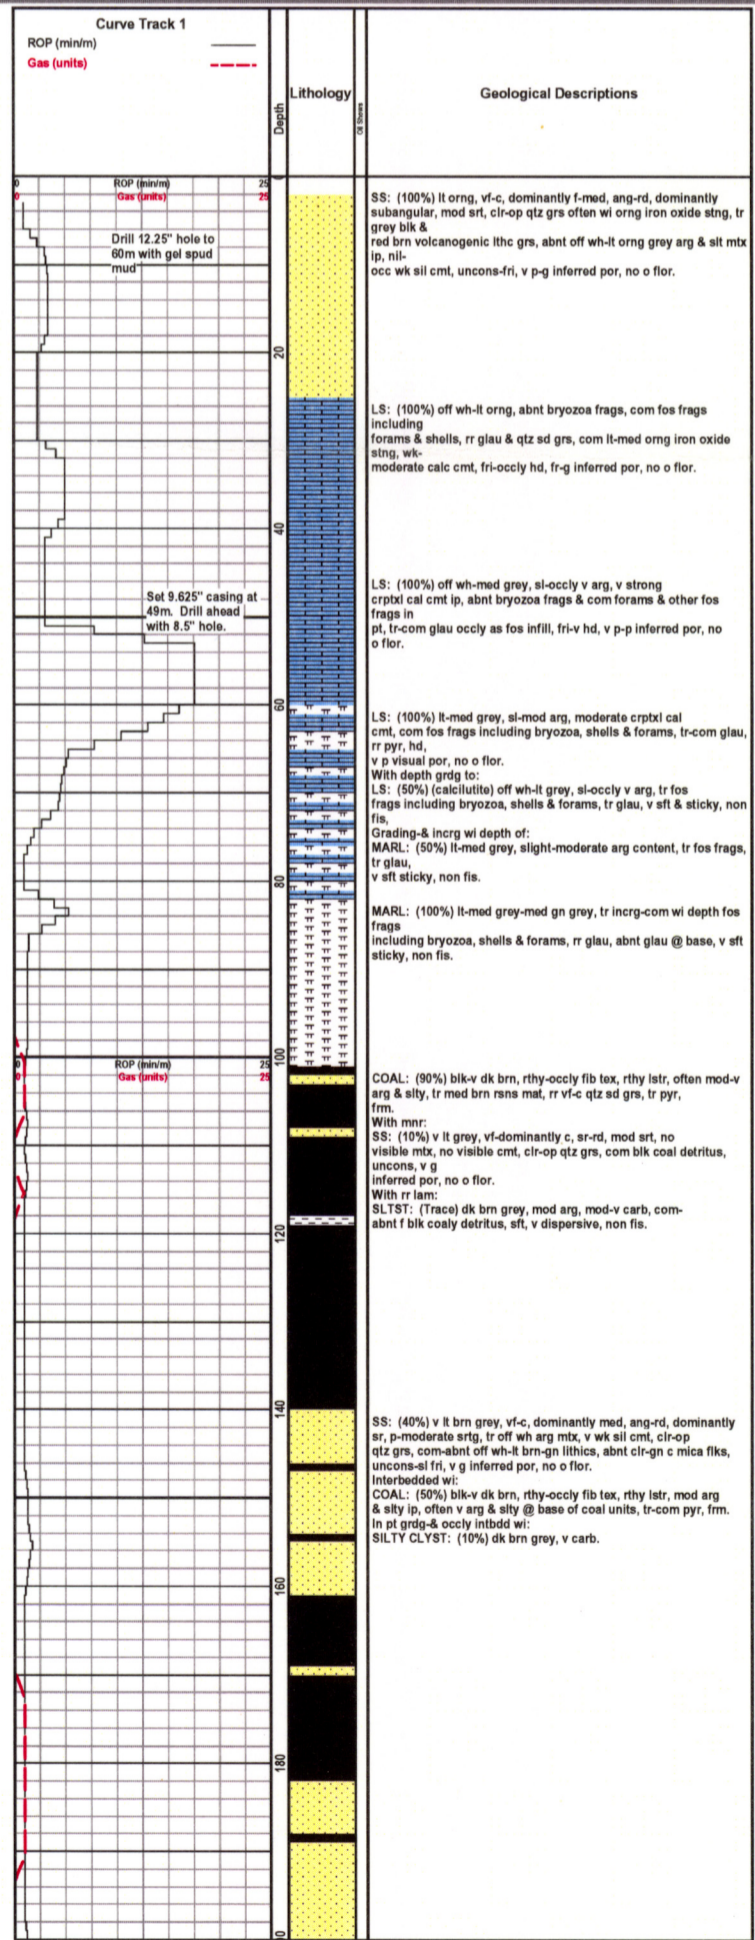 Curve Track 1
ROP (min/m)
Gas (units)
Depth
Lithology
Oil Shows
Geological Descriptions
0 ROP (min/m) 25
0 Gas (units) 25
Drill 12.25" hole to
60m with gel spud
mud
SS: (100%) lt orng, vf-c, dominantly f-med, ang-rd, dominantly
subangular, mod srt, clr-op qtz grs often wi orng iron oxide stng, tr
grey blk &
red brn volcanogenic lthc grs, abnt off wh-lt orng grey arg & slt mtx
ip, nil-
occ wk sil cmt, uncons-fri, v p-g inferred por, no o flor.
20
LS: (100%) off wh-lt orng, abnt bryozoa frags, com fos frags
including
forams & shells, rr glau & qtz sd grs, com lt-med orng iron oxide
stng, wk-
moderate calc cmt, fri-occly hd, fr-g inferred por, no o flor.
40
Set 9.625" casing at
49m. Drill ahead
with 8.5" hole.
LS: (100%) off wh-med grey, sl-occly v arg, v strong
crptxl cal cmt ip, abnt bryozoa frags & com forams & other fos
frags in
pt, tr-com glau occly as fos infill, fri-v hd, v p-p inferred por, no
o flor.
60
LS: (100%) lt-med grey, sl-mod arg, moderate crptxl cal
cmt, com fos frags including bryozoa, shells & forams, tr-com glau,
rr pyr, hd,
v p visual por, no o flor.
With depth grdg to:
LS: (50%) (calcilutite) off wh-lt grey, sl-occly v arg, tr fos
frags including bryozoa, shells & forams, tr glau, v sft & sticky, non
fis,
Grading-& incrg wi depth of:
MARL: (50%) lt-med grey, slight-moderate arg content, tr fos frags,
tr glau,
v sft sticky, non fis.
80
MARL: (100%) lt-med grey-med gn grey, tr incrg-com wi depth fos
frags
including bryozoa, shells & forams, rr glau, abnt glau @ base, v sft
sticky, non fis.
100
0 ROP (min/m) 25
0 Gas (units) 25
COAL: (90%) blk-v dk brn, rthy-occly fib tex, rthy lstr, often mod-v
arg & slty, tr med brn rsns mat, rr vf-c qtz sd grs, tr pyr,
frm.
With mnr:
SS: (10%) v lt grey, vf-dominantly c, sr-rd, mod srt, no
visible mtx, no visible cmt, clr-op qtz grs, com blk coal detritus,
uncons, v g
inferred por, no o flor.
With rr lam:
SLTST: (Trace) dk brn grey, mod arg, mod-v carb, com-
abnt f blk coaly detritus, sft, v dispersive, non fis.
120
140
SS: (40%) v lt brn grey, vf-c, dominantly med, ang-rd, dominantly
sr, p-moderate srtg, tr off wh arg mtx, v wk sil cmt, clr-op
qtz grs, com-abnt off wh-lt brn-gn lithics, abnt clr-gn c mica flks,
uncons-sl fri, v g inferred por, no o flor.
Interbedded wi:
COAL: (50%) blk-v dk brn, rthy-occly fib tex, rthy lstr, mod arg
& slty ip, often v arg & slty @ base of coal units, tr-com pyr, frm.
In pt grdg-& occly intbdd wi:
SILTY CLYST: (10%) dk brn grey, v carb.
160
180